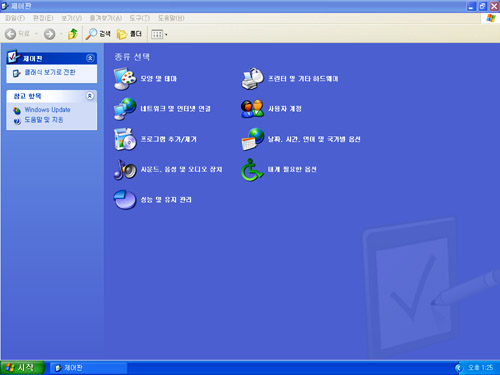 제어판
파일(F) 편집(E) 보기(V) 즐겨찾기(A) 도구(T) 도움말(H)
뒤로 검색 폴더
제어판
클래식 보기로 전환
참고 항목
Windows Update
도움말 및 지원
종류 선택
모양 및 테마
프린터 및 기타 하드웨어
네트워크 및 인터넷 연결
사용자 계정
프로그램 추가/제거
날짜, 시간, 언어 및 국가별 옵션
사운드, 음성 및 오디오 장치
내게 필요한 옵션
성능 및 유지 관리
시작 제어판 오후 1:25